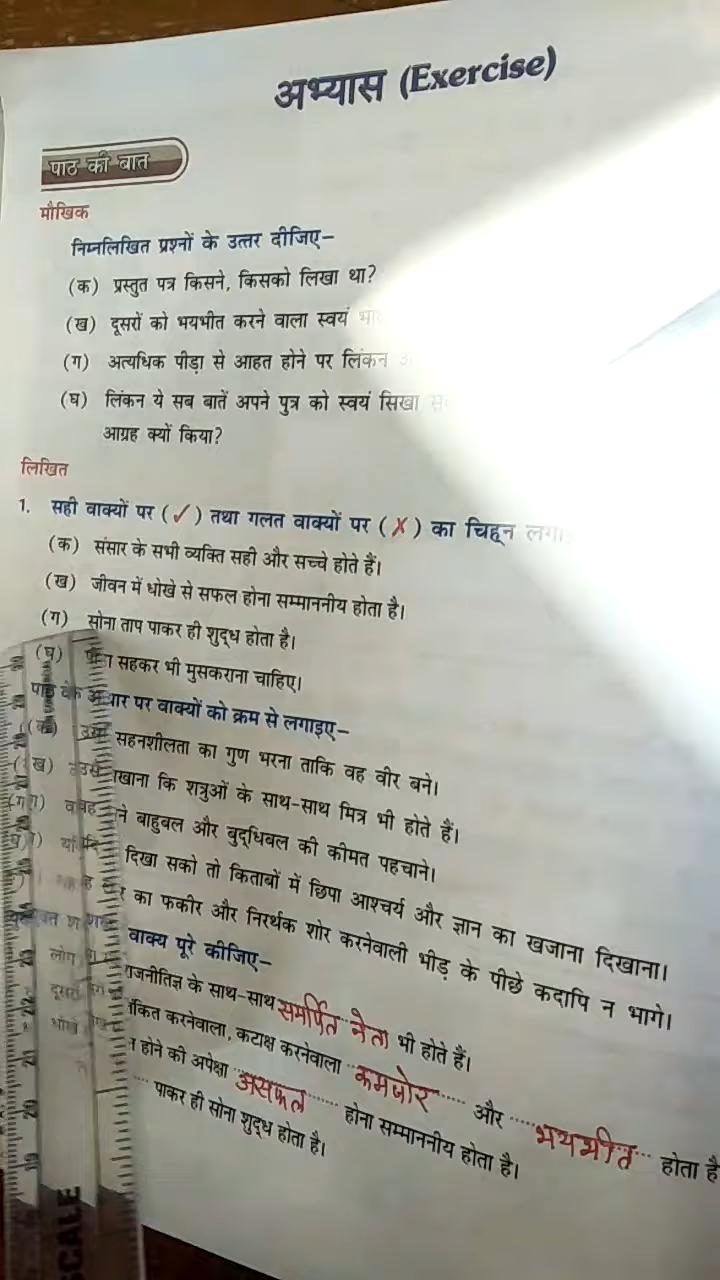 अभ्यास (Exercise)
पाठ की बात
मौखिक
निम्नलिखित प्रश्नों के उत्तर दीजिए–
(क) प्रस्तुत पत्र किसने, किसको लिखा था?
(ख) दूसरों को भयभीत करने वाला स्वयं
(ग) अत्यधिक पीड़ा से आहत होने पर लिंकन
(घ) लिंकन ये सब बातें अपने पुत्र को स्वयं सिखा
आग्रह क्यों किया?
लिखित
1. सही वाक्यों पर (✓) तथा गलत वाक्यों पर (✗) का चिह्न
(क) संसार के सभी व्यक्ति सही और सच्चे होते हैं।
(ख) जीवन में धोखे से सफल होना सम्माननीय होता है।
(ग) सोना ताप पाकर ही शुद्ध होता है।
(घ) सहकर भी मुसकराना चाहिए।
पर वाक्यों को क्रम से लगाइए–
(क) सहनशीलता का गुण भरना ताकि वह वीर बने।
(ख) कि शत्रुओं के साथ-साथ मित्र भी होते हैं।
बाहुबल और बुद्धिबल की कीमत पहचाने।
दिखा सको तो किताबों में छिपा आश्चर्य और ज्ञान का खजाना दिखाना।
का फकीर और निरर्थक शोर करनेवाली भीड़ के पीछे कदापि न भागे।
वाक्य पूरे कीजिए–
के साथ-साथ समर्पित नेता भी होते हैं।
करनेवाला, कटाक्ष करनेवाला कमजोर और भयभीत होता है
होने की अपेक्षा असफल होना सम्माननीय होता है।
पाकर ही सोना शुद्ध होता है।
SCALE